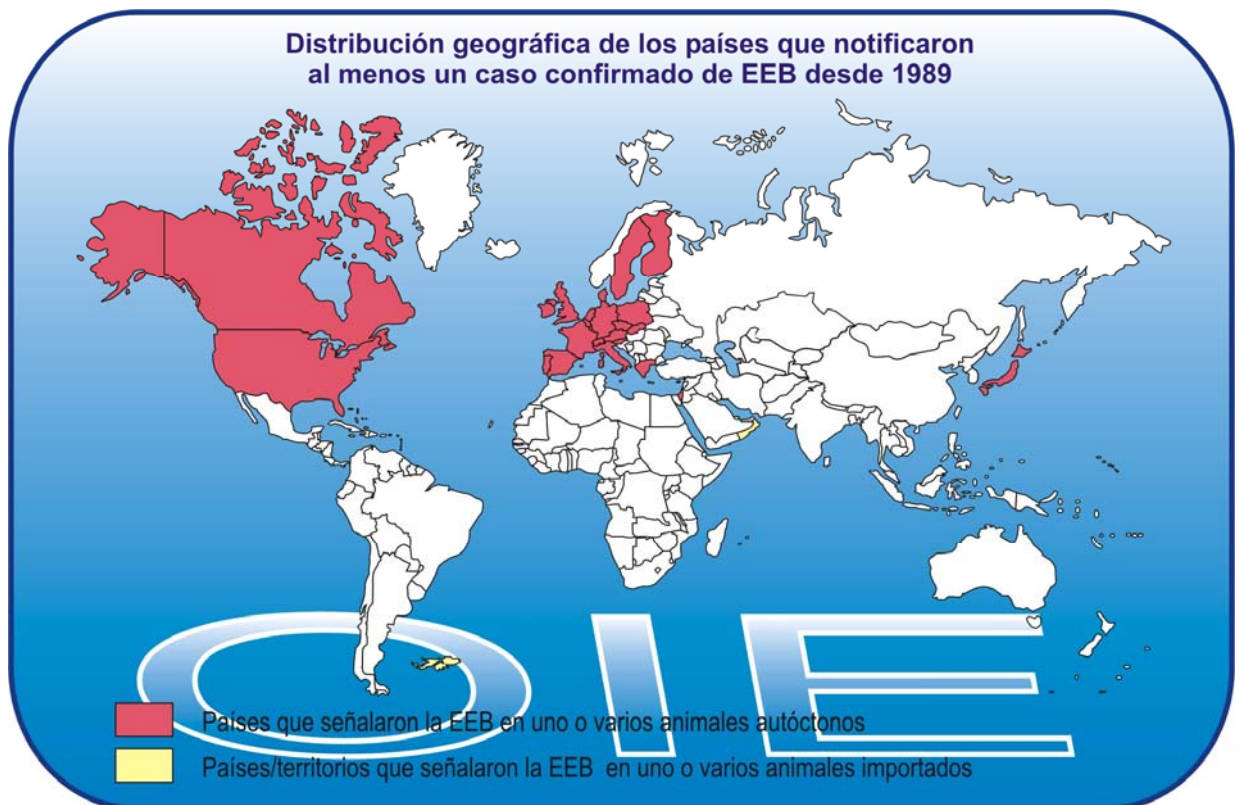 Distribución geográfica de los países que notificaron
al menos un caso confirmado de EEB desde 1989
OIE
Países que señalaron la EEB en uno o varios animales autóctonos
Países/territorios que señalaron la EEB en uno o varios animales importados